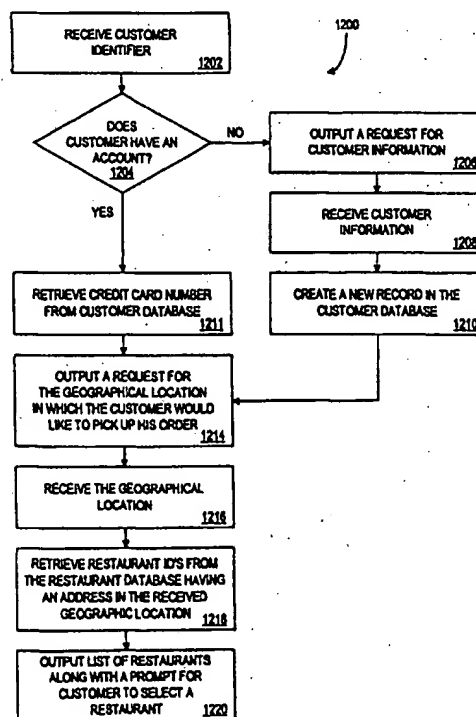 RECEIVE CUSTOMER
IDENTIFIER
1202
1200
DOES
CUSTOMER HAVE AN
ACCOUNT?
1204
NO
YES
OUTPUT A REQUEST FOR
CUSTOMER INFORMATION
1206
RECEIVE CUSTOMER
INFORMATION
1208
CREATE A NEW RECORD IN THE
CUSTOMER DATABASE
1210
RETRIEVE CREDIT CARD NUMBER
FROM CUSTOMER DATABASE
1211
OUTPUT A REQUEST FOR
THE GEOGRAPHICAL LOCATION
IN WHICH THE CUSTOMER WOULD
LIKE TO PICK UP HIS ORDER
1214
RECEIVE THE GEOGRAPHICAL
LOCATION
1216
RETRIEVE RESTAURANT ID'S FROM
THE RESTAURANT DATABASE HAVING
AN ADDRESS IN THE RECEIVED
GEOGRAPHIC LOCATION
1218
OUTPUT LIST OF RESTAURANTS
ALONG WITH A PROMPT FOR
CUSTOMER TO SELECT A
RESTAURANT
1220